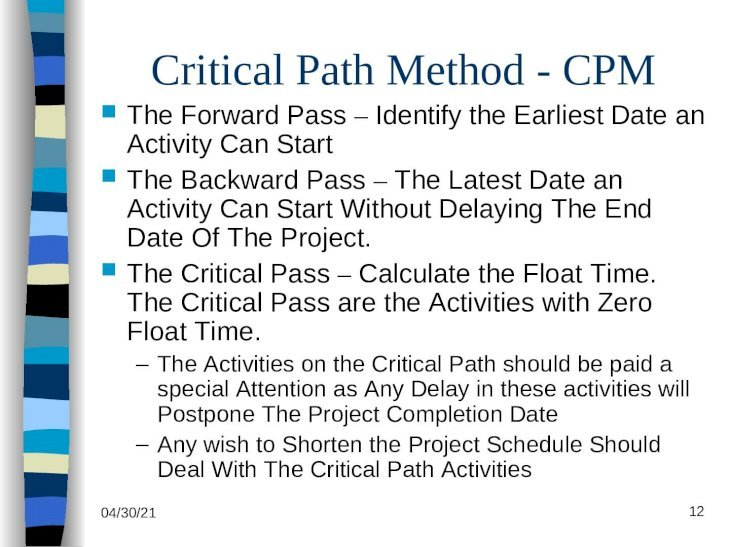 Critical Path Method - CPM
The Forward Pass – Identify the Earliest Date an
Activity Can Start
The Backward Pass – The Latest Date an
Activity Can Start Without Delaying The End
Date Of The Project.
The Critical Pass – Calculate the Float Time.
The Critical Pass are the Activities with Zero
Float Time.
– The Activities on the Critical Path should be paid a
special Attention as Any Delay in these activities will
Postpone The Project Completion Date
– Any wish to Shorten the Project Schedule Should
Deal With The Critical Path Activities
04/30/21
12